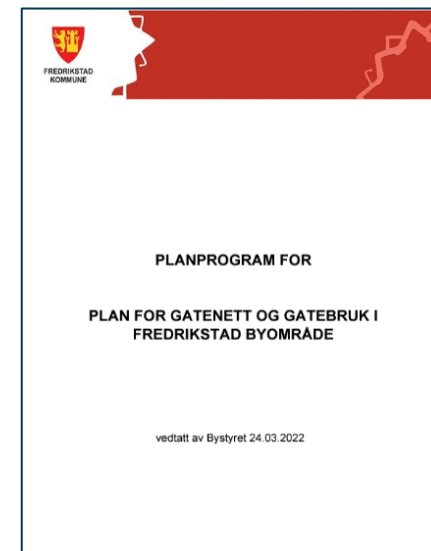 FREDRIKSTAD
KOMMUNE
PLANPROGRAM FOR
PLAN FOR GATENETT OG GATEBRUK I
FREDRIKSTAD BYOMRÅDE
vedtatt av Bystyret 24.03.2022